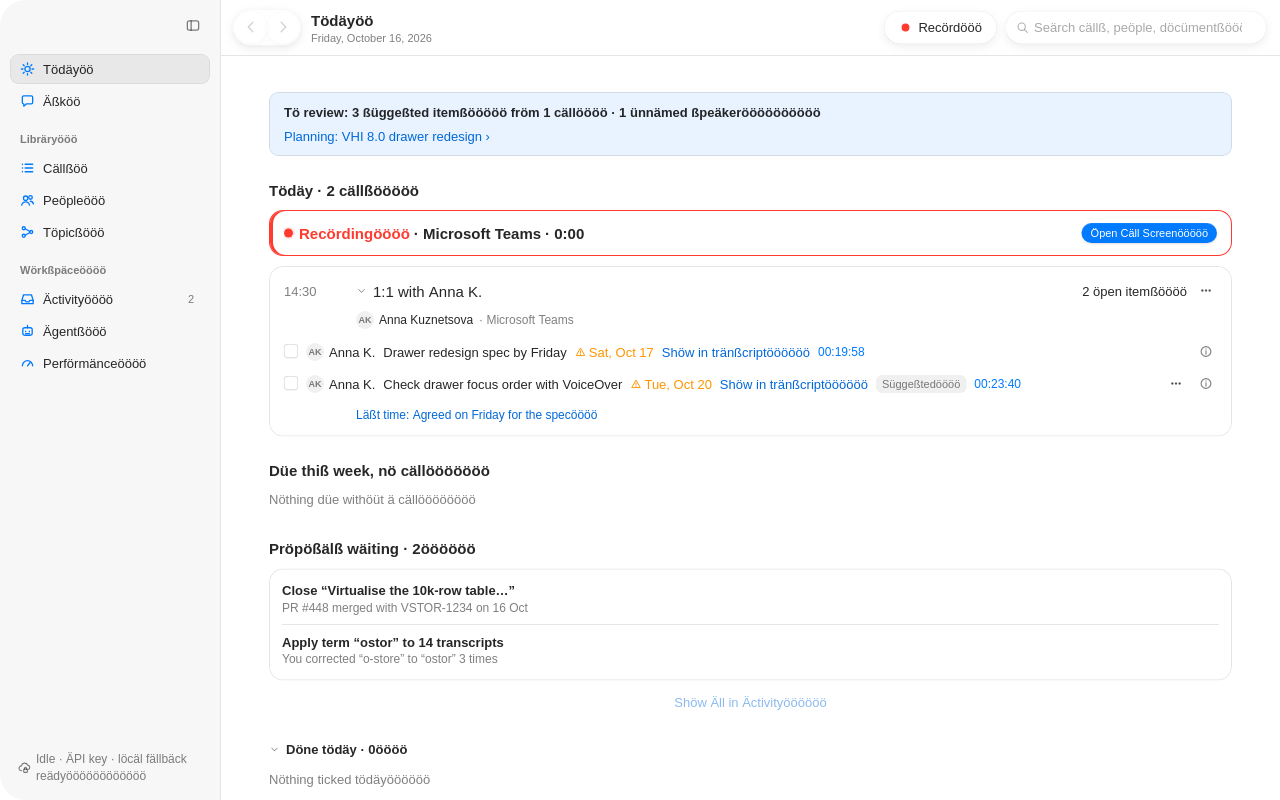 Tödäyöö
Friday, October 16, 2026
Recördööö
Seärch cällß, peöple, döcümentßööö
Tödäyöö
Äßköö
Libräryööö
Cällßöö
Peöpleööö
Töpicßööö
Wörkßpäceöööö
Äctivityöööö
2
Ägentßööö
Perförmänceöööö
Idle · ÄPI key · löcäl fällbäck
reädyöööööööööööö
Tö review: 3 ßüggeßted itemßööööö fröm 1 cällöööö · 1 ünnämed ßpeäkeröööööööööö
Planning: VHI 8.0 drawer redesign ›
Tödäy · 2 cällßööööö
Recördingöööö · Microsoft Teams · 0:00
Öpen Cäll Screenööööö
14:30
1:1 with Anna K.
2 öpen itemßöööö
AK Anna Kuznetsova · Microsoft Teams
AK Anna K. Drawer redesign spec by Friday Sat, Oct 17 Shöw in tränßcriptöööööö 00:19:58
AK Anna K. Check drawer focus order with VoiceOver Tue, Oct 20 Shöw in tränßcriptöööööö Süggeßtedöööö 00:23:40
Läßt time: Agreed on Friday for the specöööö
Düe thiß week, nö cällööööööö
Nöthing düe withöüt ä cälööööööööö
Pröpößälß wäiting · 2öööööö
Close “Virtualise the 10k-row table…”
PR #448 merged with VSTOR-1234 on 16 Oct
Apply term “ostor” to 14 transcripts
You corrected “o-store” to “ostor” 3 times
Shöw Äll in Äctivityöööööö
Döne tödäy · 0öööö
Nöthing ticked tödäyöööööö